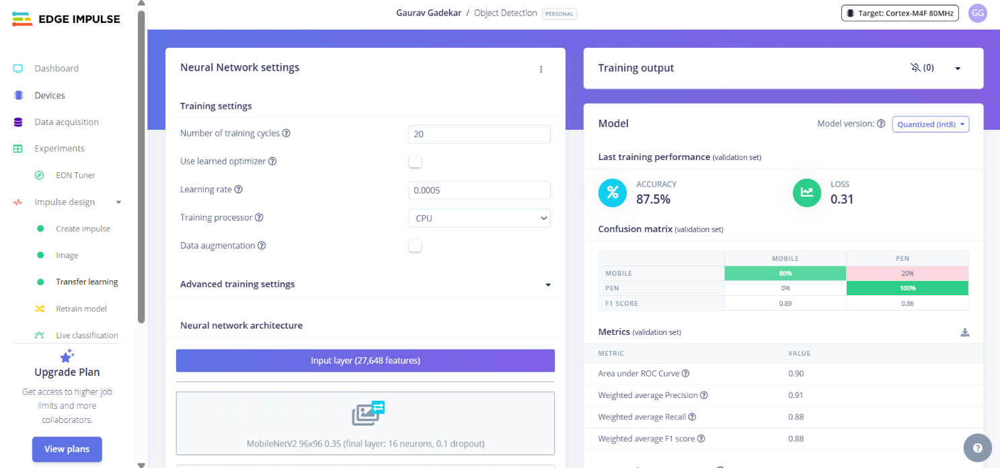 EDGE IMPULSE
Gaurav Gadekar / Object Detection PERSONAL
Target: Cortex-M4F 80MHz
GG
Dashboard
Devices
Data acquisition
Experiments
EON Tuner
Impulse design
Create impulse
Image
Transfer learning
Retrain model
Live classification
Upgrade Plan
Get access to higher job
limits and more
collaborators.
View plans
Neural Network settings
Training settings
Number of training cycles ?
20
Use learned optimizer ?
Learning rate ?
0.0005
Training processor ?
CPU
Data augmentation ?
Advanced training settings
Neural network architecture
Input layer (27,648 features)
MobileNetV2 96x96 0.35 (final layer: 16 neurons, 0.1 dropout)
Training output
(0)
Model
Model version: ? Quantized (int8)
Last training performance (validation set)
% ACCURACY
87.5%
LOSS
0.31
Confusion matrix (validation set)
MOBILE PEN
MOBILE 80% 20%
PEN 0% 100%
F1 SCORE 0.89 0.86
Metrics (validation set)
METRIC VALUE
Area under ROC Curve ? 0.90
Weighted average Precision ? 0.91
Weighted average Recall ? 0.88
Weighted average F1 score ? 0.88
?